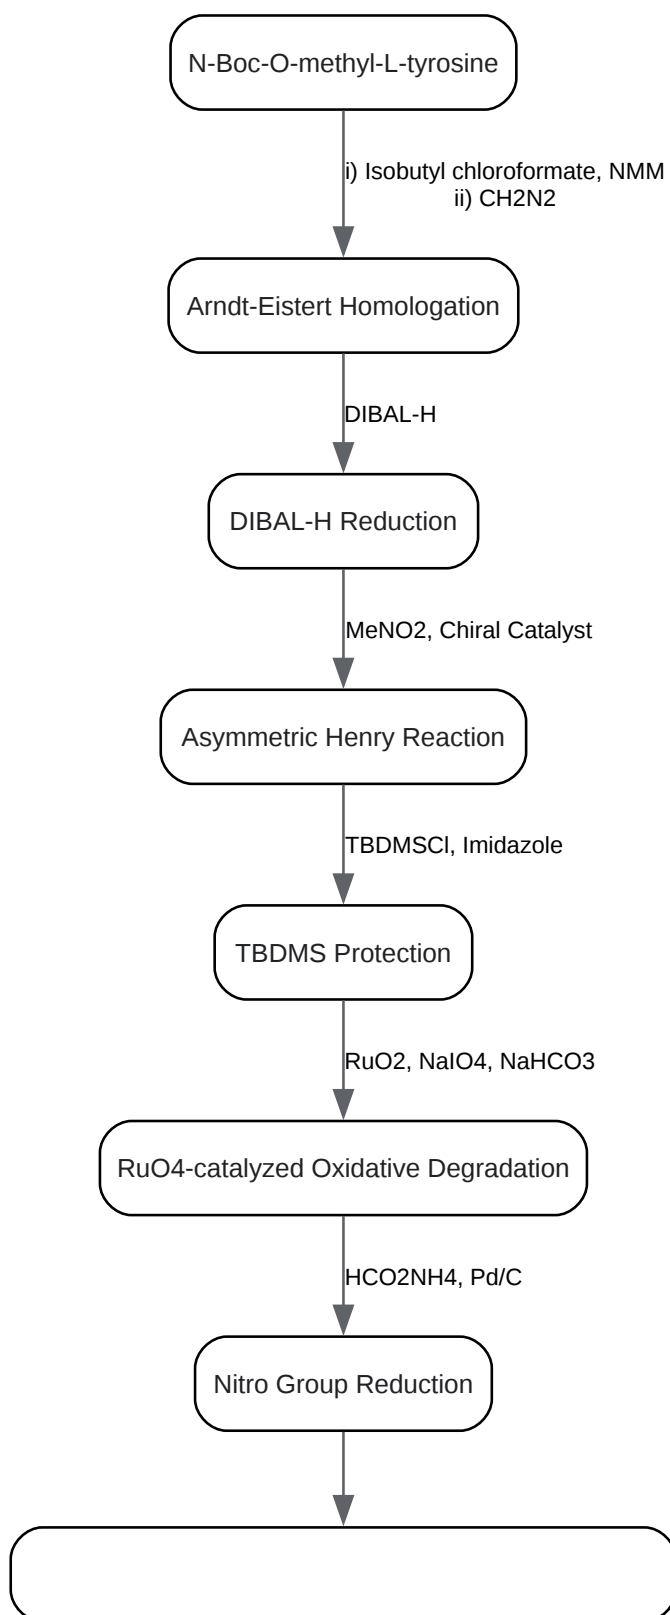 N-Boc-O-methyl-L-tyrosine
i) Isobutyl chloroformate, NMM
ii) CH2N2
Arndt-Eistert Homologation
DIBAL-H
DIBAL-H Reduction
MeNO2, Chiral Catalyst
Asymmetric Henry Reaction
TBDMSCl, Imidazole
TBDMS Protection
RuO2, NaIO4, NaHCO3
RuO4-catalyzed Oxidative Degradation
HCO2NH4, Pd/C
Nitro Group Reduction